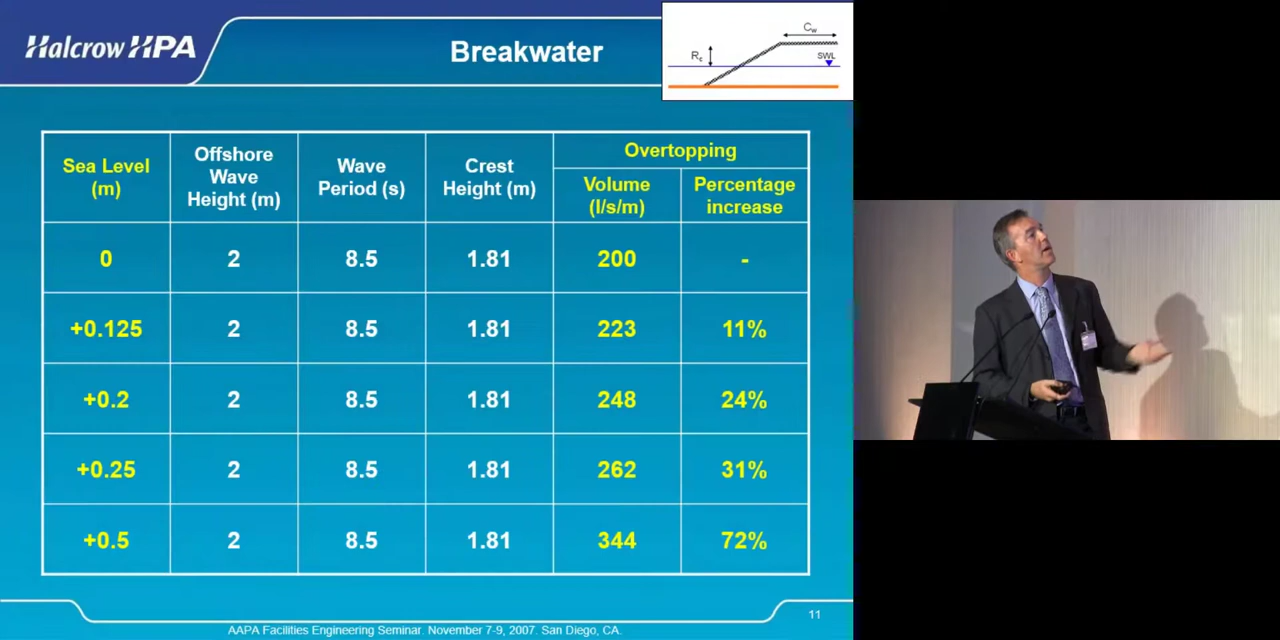 Halcrow HPA
Breakwater
Cw
Rc
SWL
Sea Level
(m)
Offshore
Wave
Height (m)
Wave
Period (s)
Crest
Height (m)
Overtopping
Volume
(l/s/m)
Percentage
increase
0 2 8.5 1.81 200 -
+0.125 2 8.5 1.81 223 11%
+0.2 2 8.5 1.81 248 24%
+0.25 2 8.5 1.81 262 31%
+0.5 2 8.5 1.81 344 72%
11
AAPA Facilities Engineering Seminar. November 7-9, 2007. San Diego, CA.